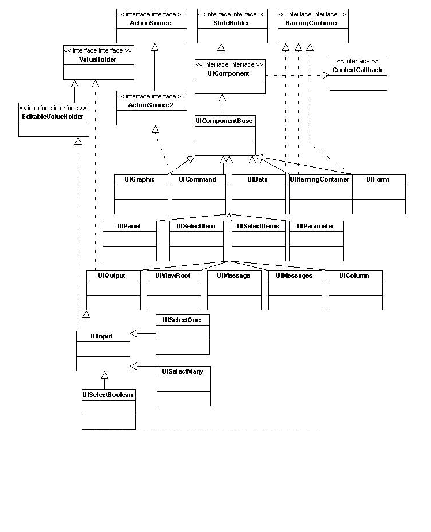 << Interface Interface >>
ActionSource
<< Interface Interface >>
StateHolder
<< Interface Interface >>
NamingContainer
<< Interface Interface >>
ValueHolder
<< Interface Interface >>
UIComponent
<< Interface >>
ContextCallback
<< Interface Interface >>
EditableValueHolder
<< Interface Interface >>
ActionSource2
UIComponentBase
UIGraphic
UICommand
UIData
UINamingContainer
UIForm
UIPanel
UISelectItem
UISelectItems
UIParameter
UIOutput
UIViewRoot
UIMessage
UIMessages
UIColumn
UIInput
UISelectOne
UISelectMany
UISelectBoolean